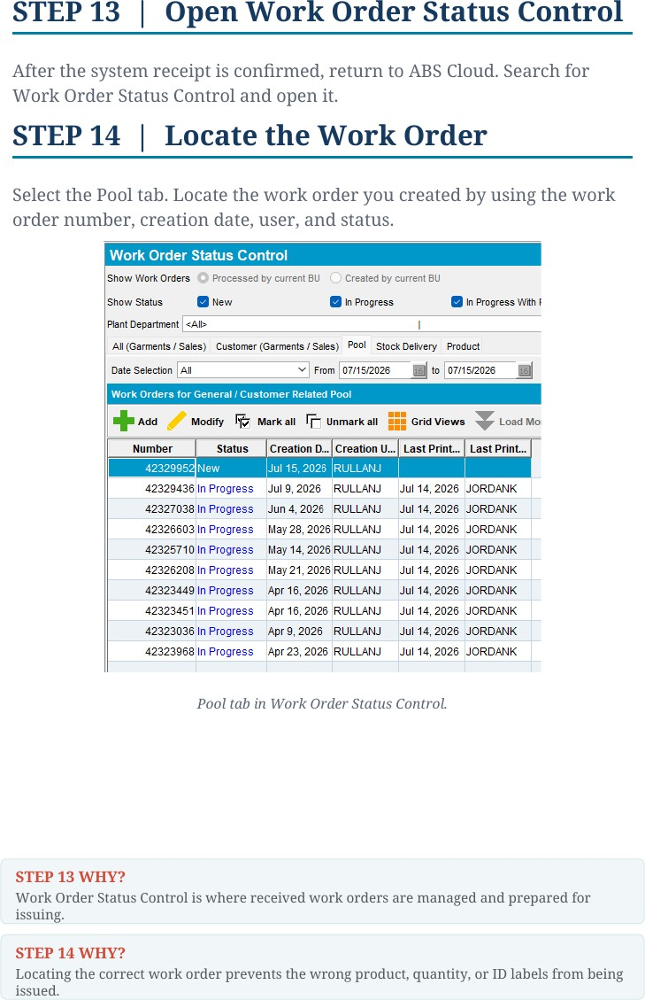 STEP 13 | Open Work Order Status Control
After the system receipt is confirmed, return to ABS Cloud. Search for
Work Order Status Control and open it.
STEP 14 | Locate the Work Order
Select the Pool tab. Locate the work order you created by using the work
order number, creation date, user, and status.
Work Order Status Control
Show Work Orders Processed by current BU Created by current BU
Show Status New In Progress In Progress With
Plant Department <All>
All (Garments / Sales) Customer (Garments / Sales) Pool Stock Delivery Product
Date Selection All From 07/15/2026 16 to 07/15/2026 16
Work Orders for General / Customer Related Pool
Add Modify Mark all Unmark all Grid Views Load Mo
Number Status Creation D... Creation U... Last Print... Last Print...
42329952 New Jul 15, 2026 RULLANJ
42329436 In Progress Jul 9, 2026 RULLANJ Jul 14, 2026 JORDANK
42327038 In Progress Jun 4, 2026 RULLANJ Jul 14, 2026 JORDANK
42326603 In Progress May 28, 2026 RULLANJ Jul 14, 2026 JORDANK
42325710 In Progress May 14, 2026 RULLANJ Jul 14, 2026 JORDANK
42326208 In Progress May 21, 2026 RULLANJ Jul 14, 2026 JORDANK
42323449 In Progress Apr 16, 2026 RULLANJ Jul 14, 2026 JORDANK
42323451 In Progress Apr 16, 2026 RULLANJ Jul 14, 2026 JORDANK
42323036 In Progress Apr 9, 2026 RULLANJ Jul 14, 2026 JORDANK
42323968 In Progress Apr 23, 2026 RULLANJ Jul 14, 2026 JORDANK
Pool tab in Work Order Status Control.
STEP 13 WHY?
Work Order Status Control is where received work orders are managed and prepared for
issuing.
STEP 14 WHY?
Locating the correct work order prevents the wrong product, quantity, or ID labels from being
issued.